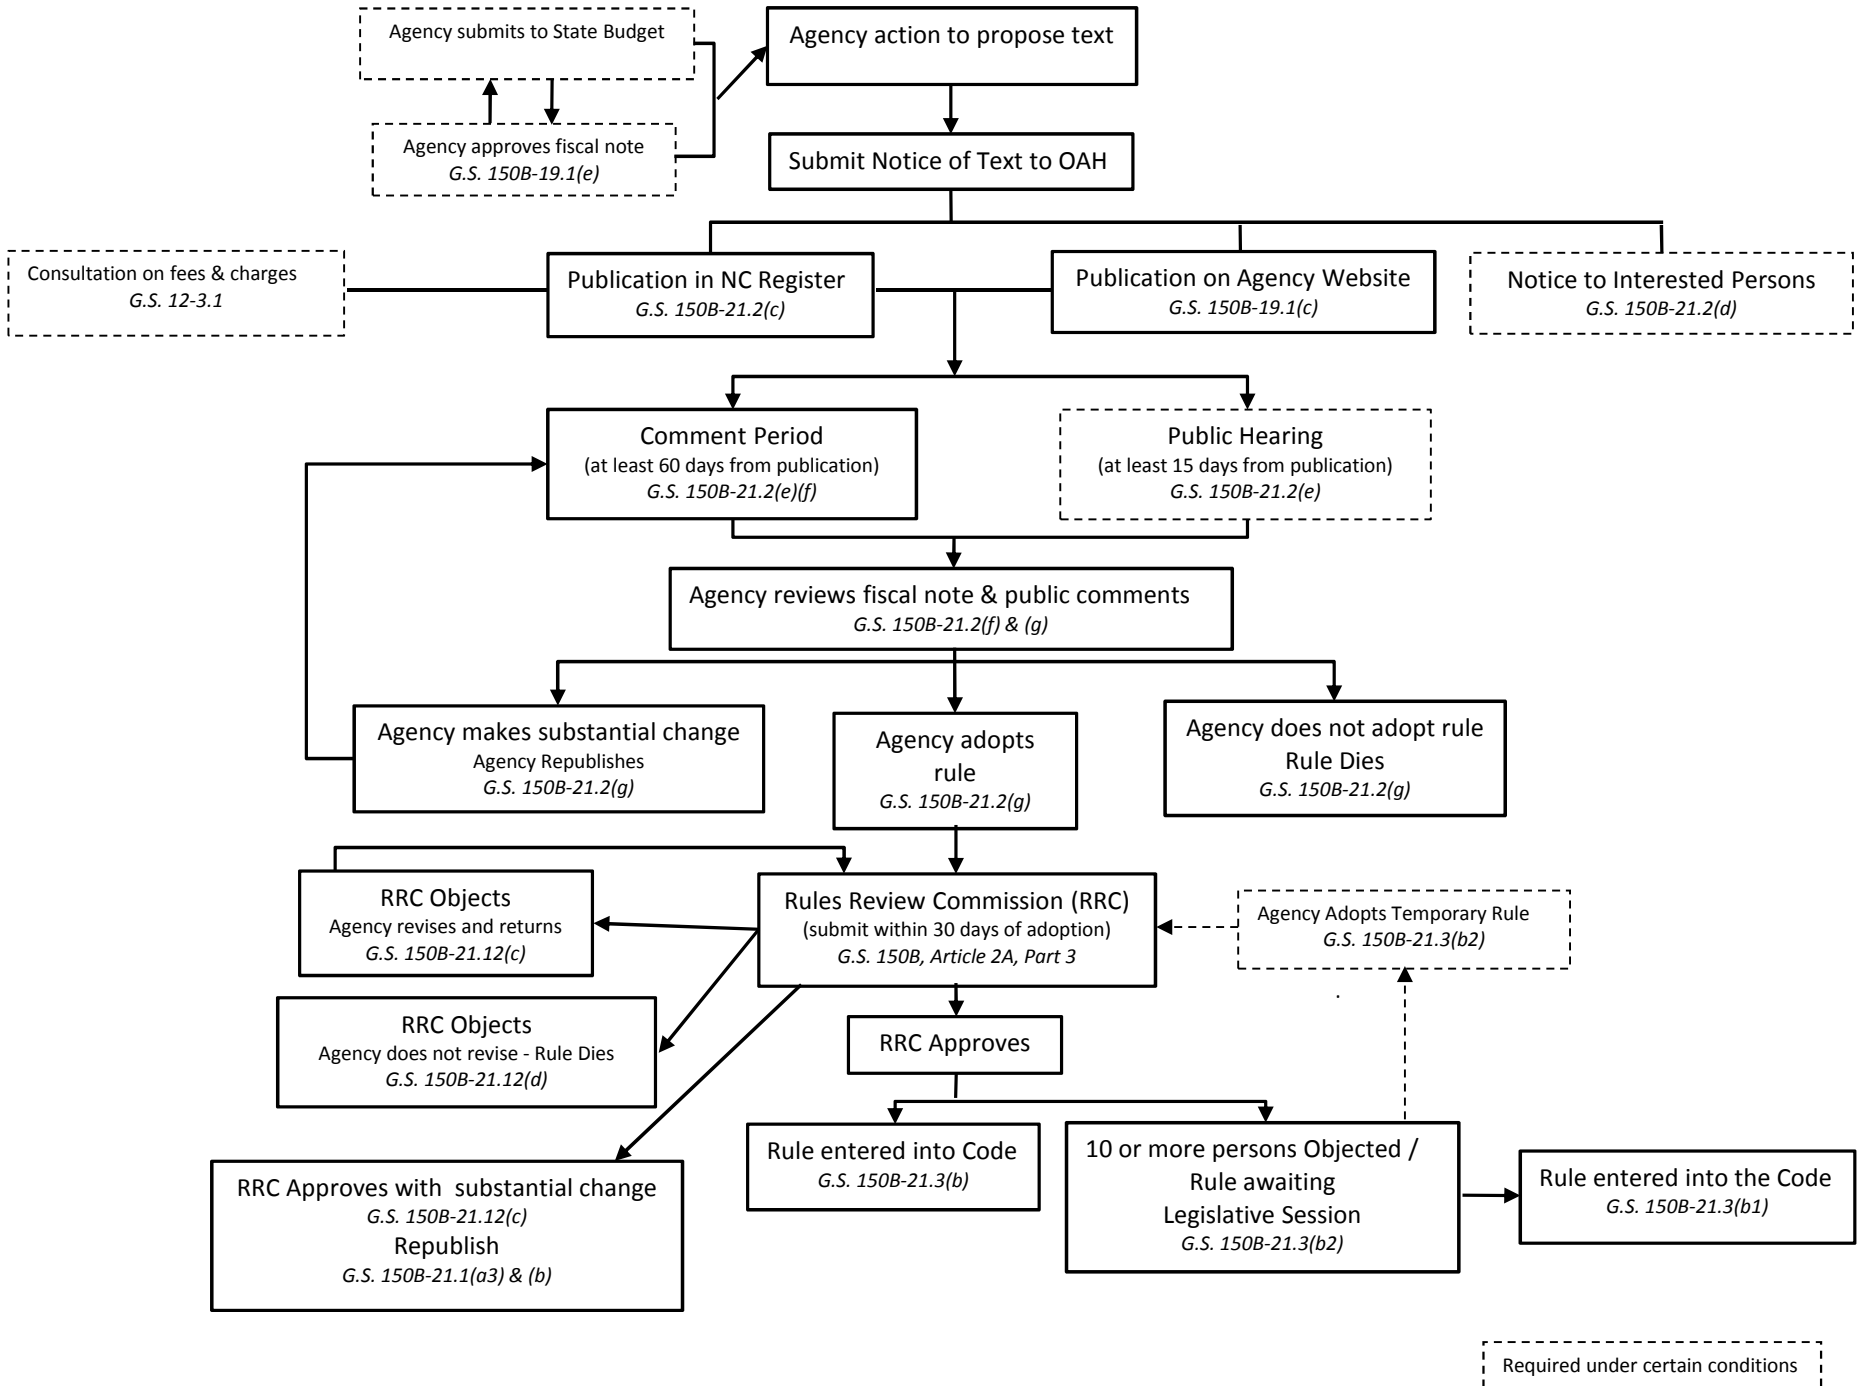 Agency submits to State Budget
Agency action to propose text
Agency approves fiscal note
G.S. 150B-19.1(e)
Submit Notice of Text to OAH
Consultation on fees & charges
G.S. 12-3.1
Publication in NC Register
G.S. 150B-21.2(c)
Publication on Agency Website
G.S. 150B-19.1(c)
Notice to Interested Persons
G.S. 150B-21.2(d)
Comment Period
(at least 60 days from publication)
G.S. 150B-21.2(e)(f)
Public Hearing
(at least 15 days from publication)
G.S. 150B-21.2(e)
Agency reviews fiscal note & public comments
G.S. 150B-21.2(f) & (g)
Agency makes substantial change
Agency Republishes
G.S. 150B-21.2(g)
Agency adopts
rule
G.S. 150B-21.2(g)
Agency does not adopt rule
Rule Dies
G.S. 150B-21.2(g)
RRC Objects
Agency revises and returns
G.S. 150B-21.12(c)
Rules Review Commission (RRC)
(submit within 30 days of adoption)
G.S. 150B, Article 2A, Part 3
Agency Adopts Temporary Rule
G.S. 150B-21.3(b2)
.
RRC Objects
Agency does not revise - Rule Dies
G.S. 150B-21.12(d)
RRC Approves
RRC Approves with  substantial change
G.S. 150B-21.12(c)
Republish
G.S. 150B-21.1(a3) & (b)
Rule entered into Code
G.S. 150B-21.3(b)
10 or more persons Objected /
Rule awaiting
Legislative Session
G.S. 150B-21.3(b2)
Rule entered into the Code
G.S. 150B-21.3(b1)
Required under certain conditions